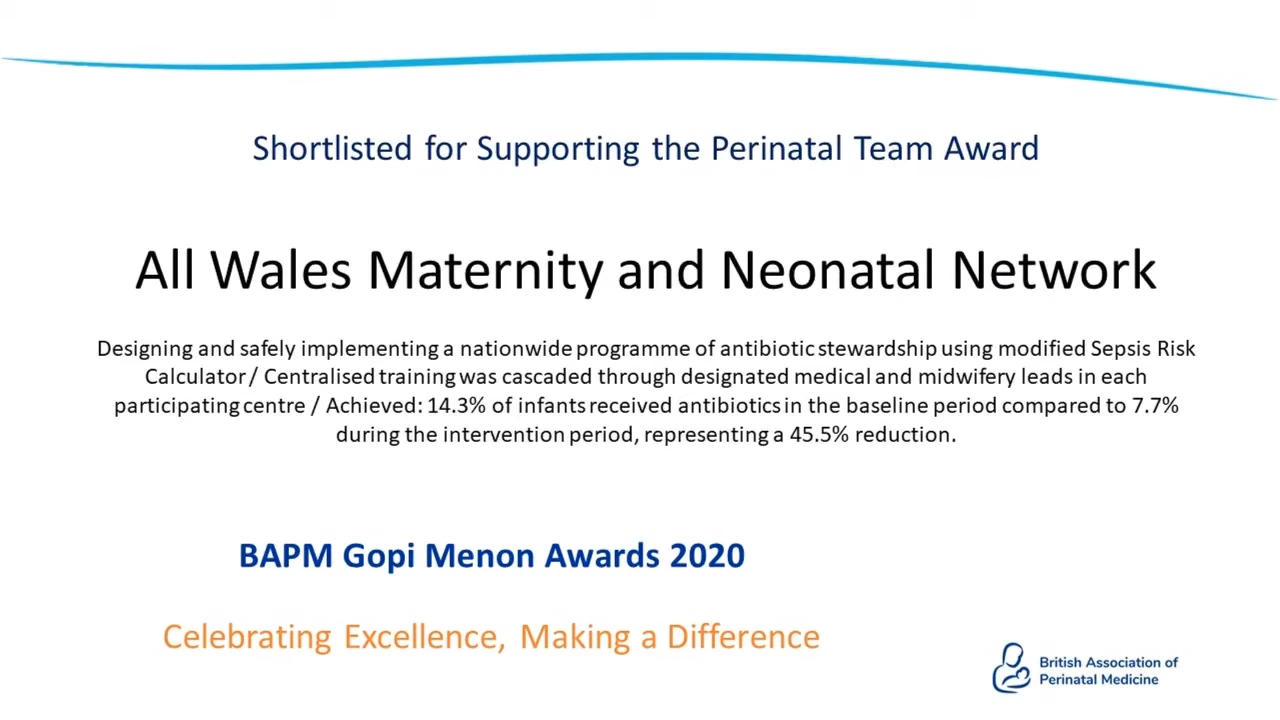 Shortlisted for Supporting the Perinatal Team Award
All Wales Maternity and Neonatal Network
Designing and safely implementing a nationwide programme of antibiotic stewardship using modified Sepsis Risk
Calculator / Centralised training was cascaded through designated medical and midwifery leads in each
participating centre / Achieved: 14.3% of infants received antibiotics in the baseline period compared to 7.7%
during the intervention period, representing a 45.5% reduction.
BAPM Gopi Menon Awards 2020
Celebrating Excellence, Making a Difference
British Association of
Perinatal Medicine